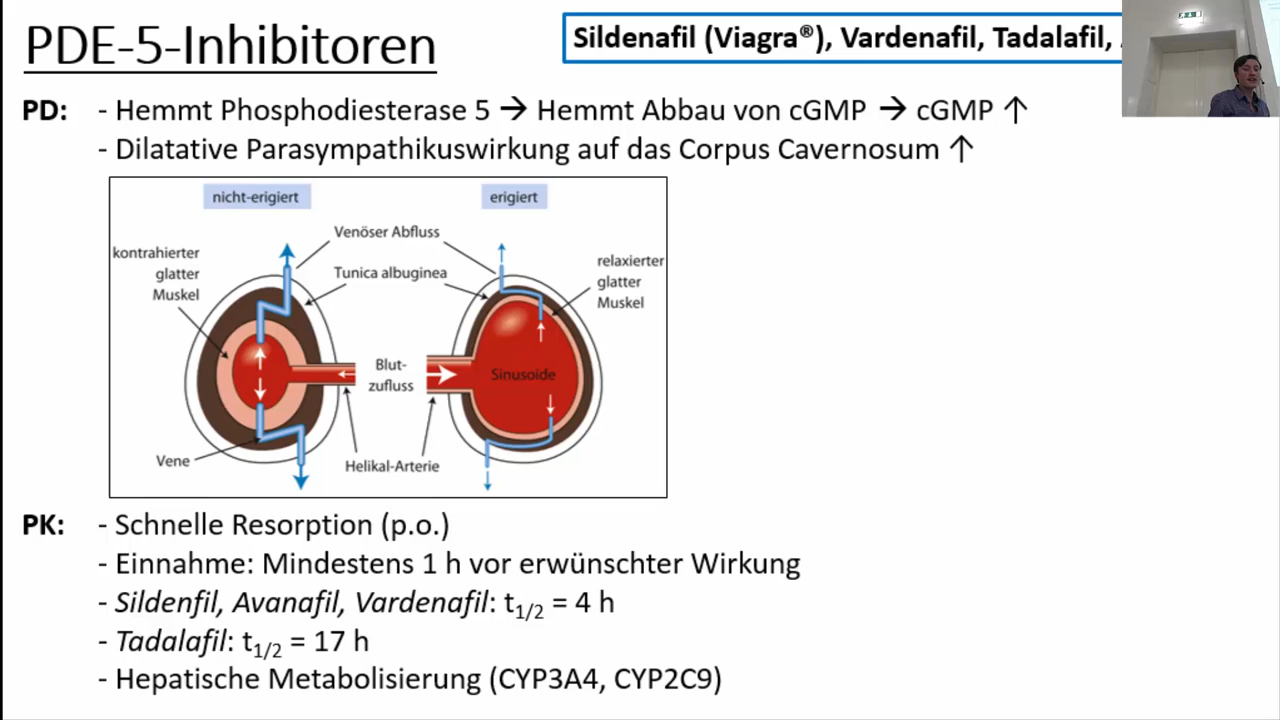 PDE-5-Inhibitoren
Sildenafil (Viagra®), Vardenafil, Tadalafil,
PD: - Hemmt Phosphodiesterase 5 → Hemmt Abbau von cGMP → cGMP ↑
- Dilatative Parasympathikuswirkung auf das Corpus Cavernosum ↑
nicht-erigiert
erigiert
Venöser Abfluss
kontrahierter
glatter
Muskel
Tunica albuginea
relaxierter
glatter
Muskel
Blut-
zufluss
Sinusoide
Vene
Helikal-Arterie
PK: - Schnelle Resorption (p.o.)
- Einnahme: Mindestens 1 h vor erwünschter Wirkung
- Sildenfil, Avanafil, Vardenafil: t1/2 = 4 h
- Tadalafil: t1/2 = 17 h
- Hepatische Metabolisierung (CYP3A4, CYP2C9)